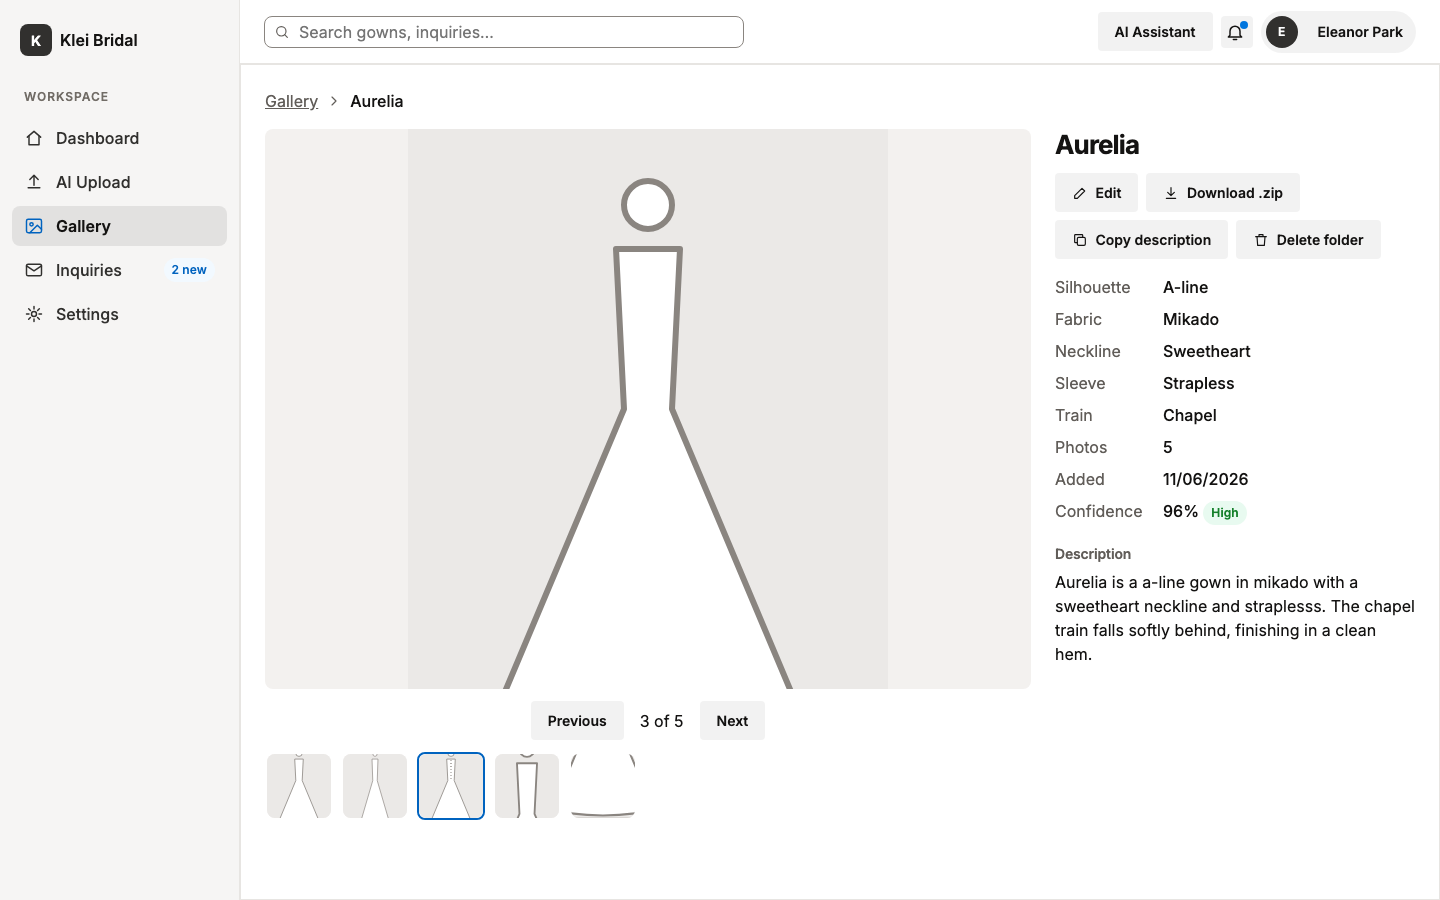 K
Klei Bridal
WORKSPACE
Dashboard
AI Upload
Gallery
Inquiries
2 new
Settings
Search gowns, inquiries...
AI Assistant
E
Eleanor Park
Gallery
Aurelia
Aurelia
Edit
Download .zip
Copy description
Delete folder
Silhouette A-line
Fabric Mikado
Neckline Sweetheart
Sleeve Strapless
Train Chapel
Photos 5
Added 11/06/2026
Confidence 96% High
Description
Aurelia is a a-line gown in mikado with a
sweetheart neckline and straplesss. The chapel
train falls softly behind, finishing in a clean
hem.
Previous
3 of 5
Next